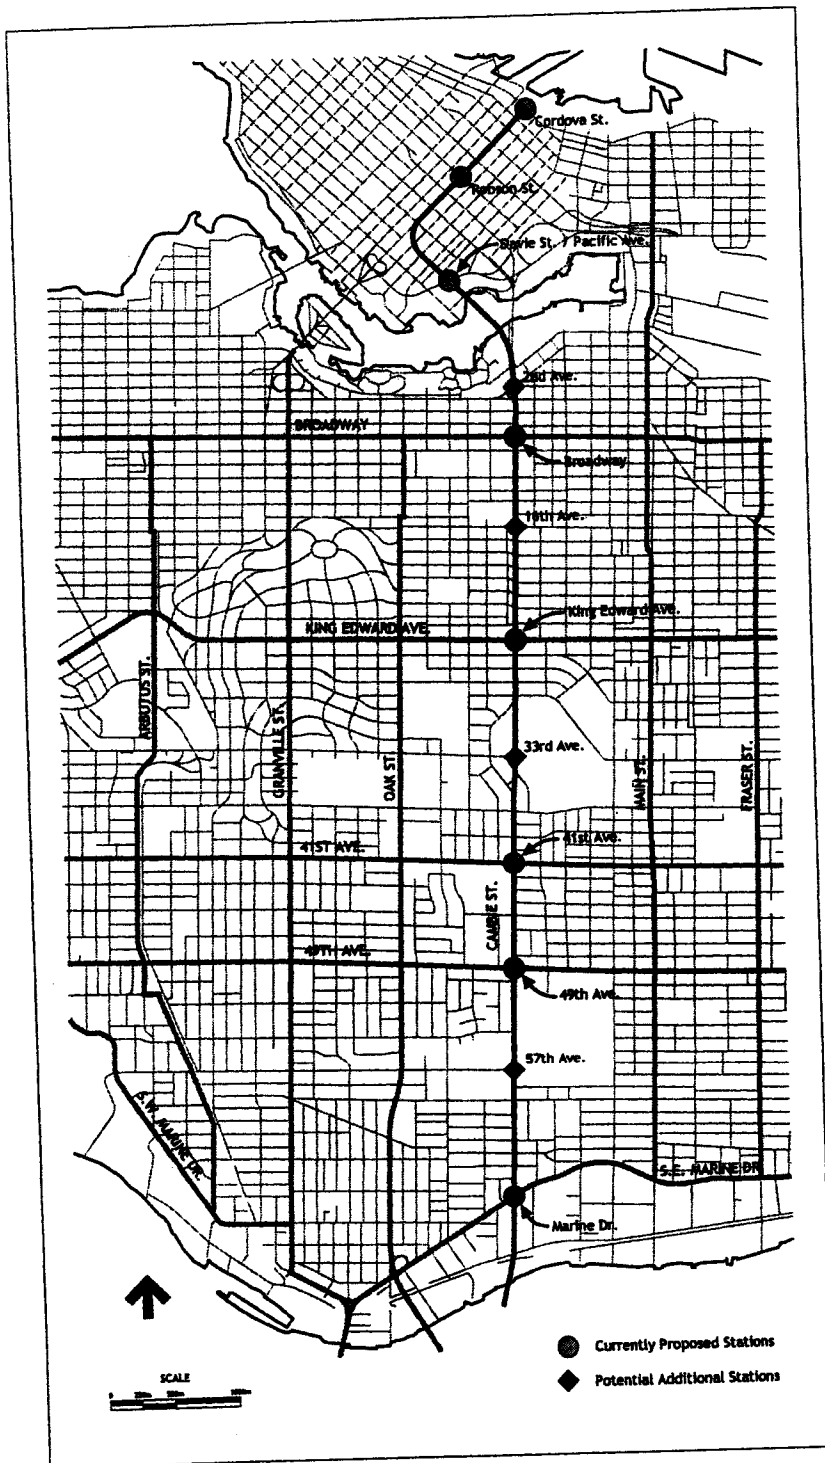 Cordova St.
Robson St.
Davie St. / Pacific Ave.
2nd Ave.
BROADWAY
Broadway
16th Ave.
King Edward Ave.
KING EDWARD AVE.
ARBUTUS ST.
GRANVILLE ST.
OAK ST.
33rd Ave.
MAIN ST.
FRASER ST.
41st Ave.
41ST AVE.
CAMBIE ST.
49TH AVE.
49th Ave.
57th Ave.
S.W. MARINE DR.
S.E. MARINE DR.
Marine Dr.
Currently Proposed Stations
Potential Additional Stations
SCALE
0